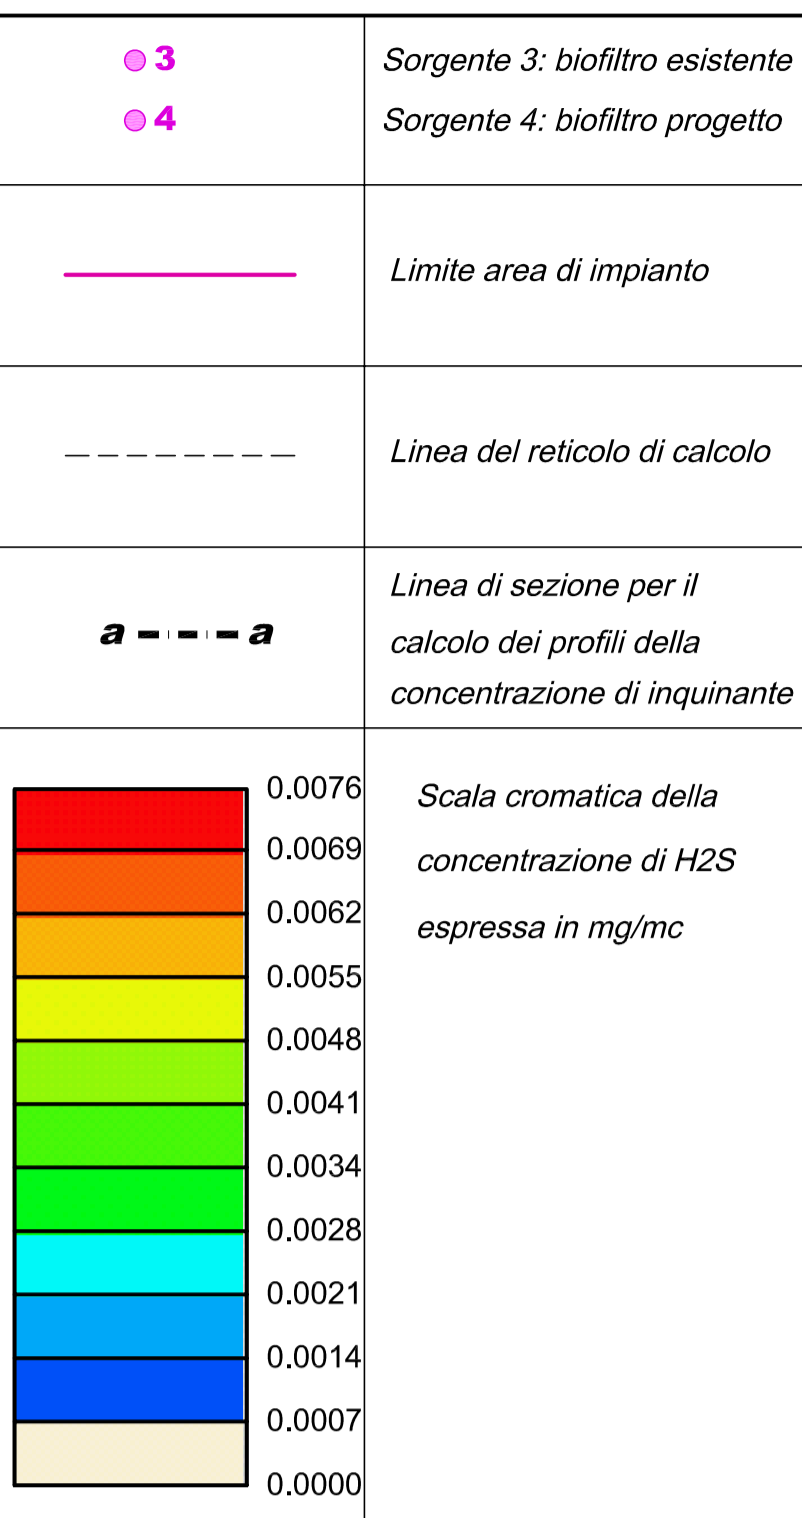 3 Sorgente 3: biofiltro esistente
4 Sorgente 4: biofiltro progetto
Limite area di impianto
Linea del reticolo di calcolo
a a
Linea di sezione per il
calcolo dei profili della
concentrazione di inquinante
0.0076
0.0069
0.0062
0.0055
0.0048
0.0041
0.0034
0.0028
0.0021
0.0014
0.0007
0.0000
Scala cromatica della
concentrazione di H2S
espressa in mg/mc